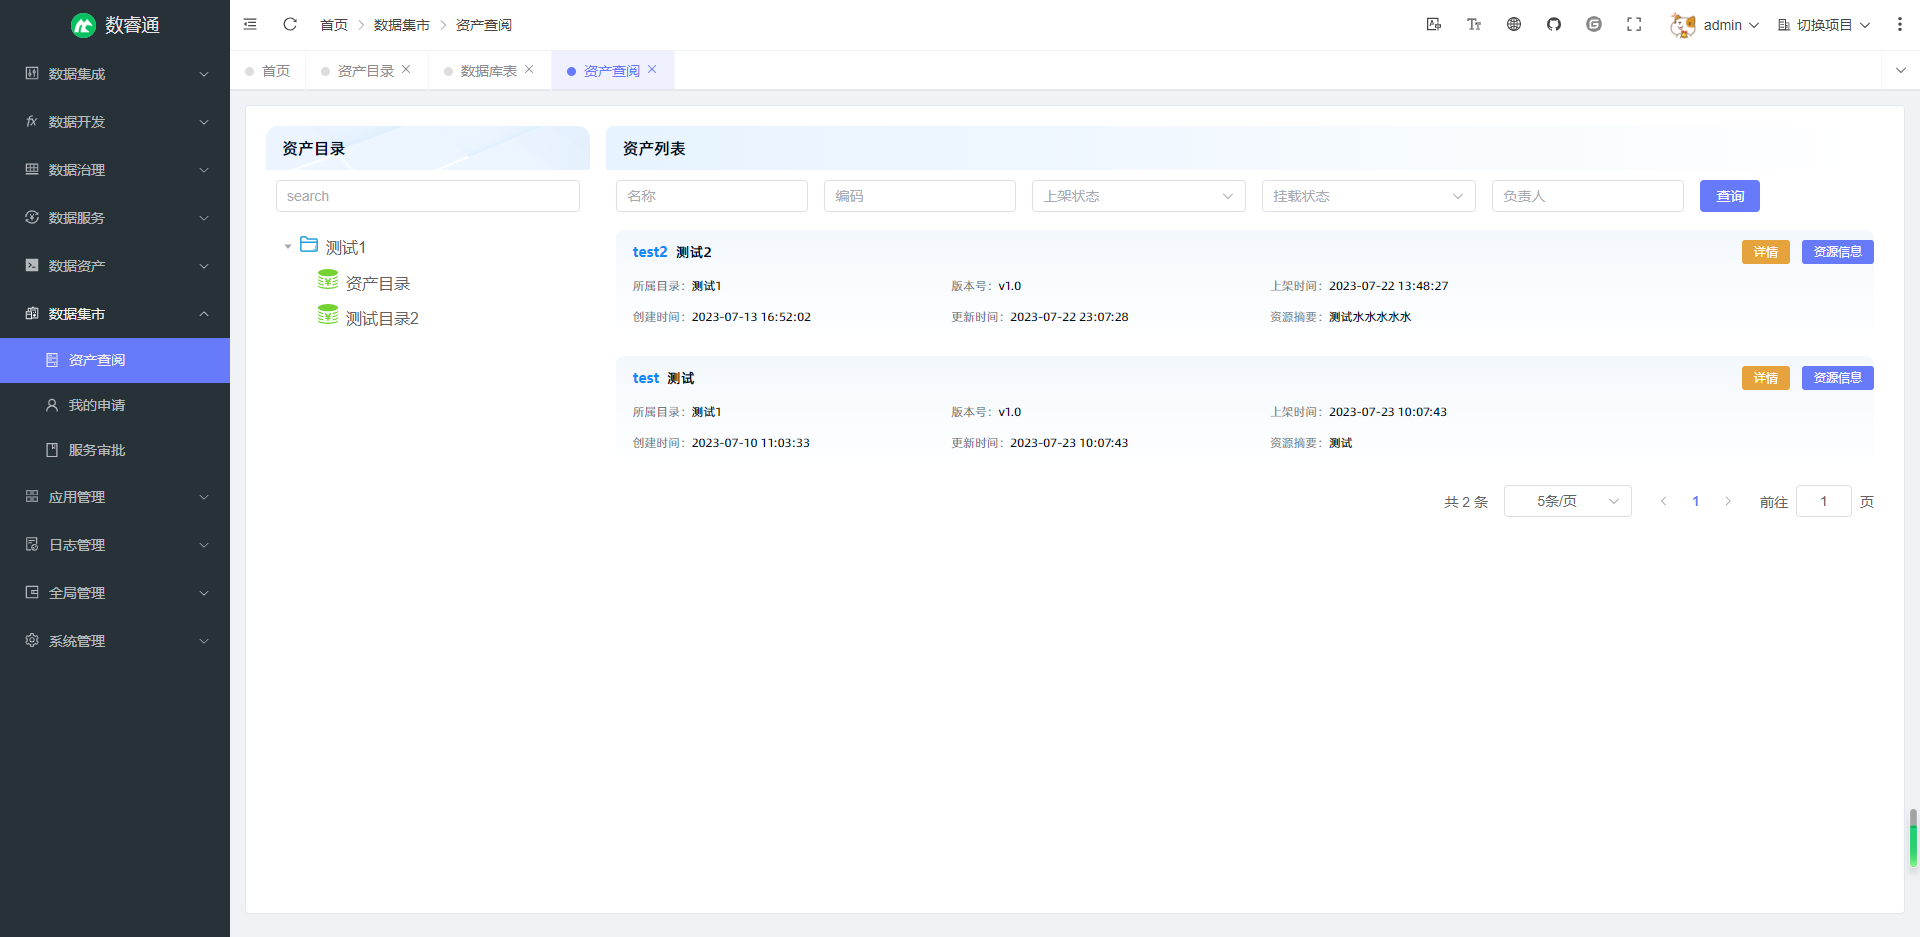 数睿通
首页 数据集市 资产查阅
admin 切换项目
数据集成
数据开发
数据治理
数据服务
数据资产
数据集市
资产查阅
我的申请
服务审批
应用管理
日志管理
全局管理
系统管理
首页 资产目录 数据库表 资产查阅
资产目录
search
测试1
资产目录
测试目录2
资产列表
名称 编码 上架状态 挂载状态 负责人 查询
test2 测试2 详情 资源信息
所属目录：测试1 版本号：v1.0 上架时间：2023-07-22 13:48:27
创建时间：2023-07-13 16:52:02 更新时间：2023-07-22 23:07:28 资源摘要：测试水水水水水
test 测试 详情 资源信息
所属目录：测试1 版本号：v1.0 上架时间：2023-07-23 10:07:43
创建时间：2023-07-10 11:03:33 更新时间：2023-07-23 10:07:43 资源摘要：测试
共 2 条 5条/页 1 前往 1 页